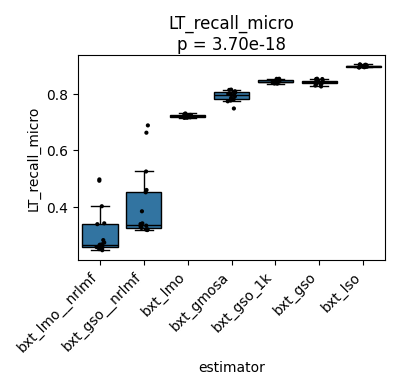 LT_recall_micro
p = 3.70e-18
LT_recall_micro
0.8
0.6
0.4
bxt_lmo__nrlmf
bxt_gso__nrlmf
bxt_lmo
bxt_gmosa
bxt_gso_1k
bxt_gso
bxt_lso
estimator